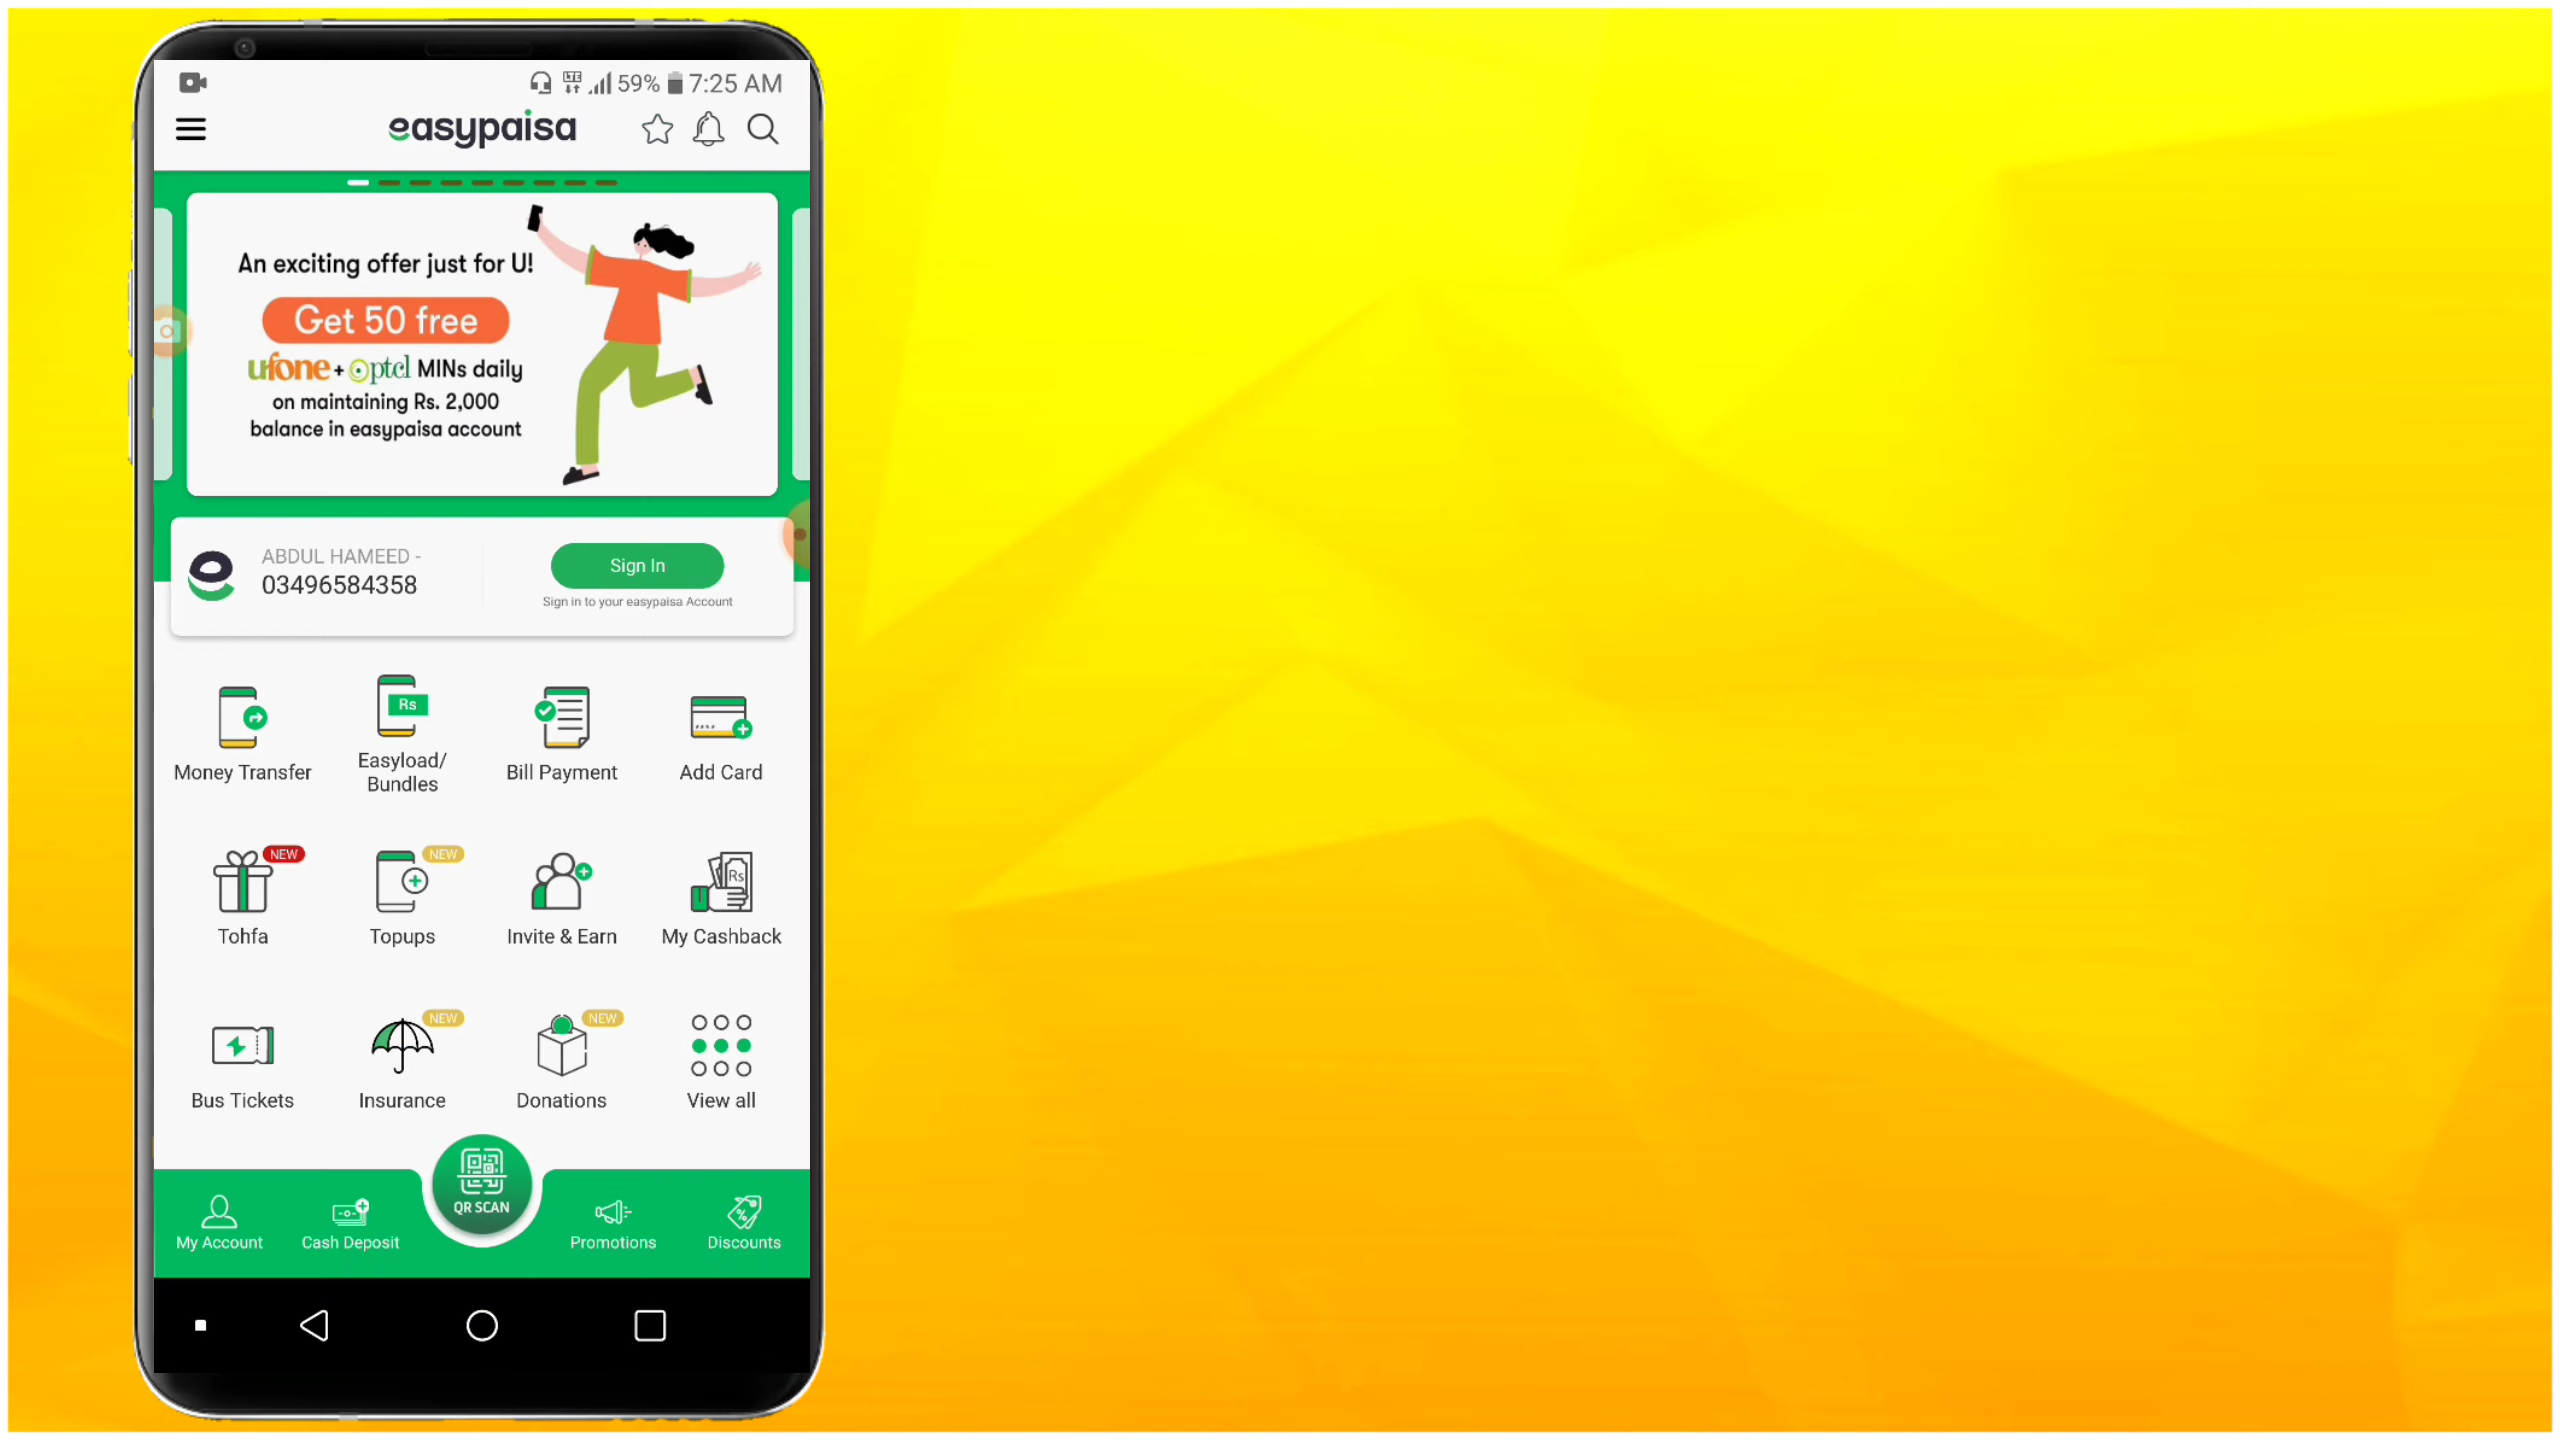 59% 7:25 AM
easypaisa
An exciting offer just for U!
Get 50 free
ufone + ptcl MINs daily
on maintaining Rs. 2,000
balance in easypaisa account
ABDUL HAMEED -
03496584358
Sign In
Sign in to your easypaisa Account
Rs
Money Transfer
Easyload/
Bundles
Bill Payment
Add Card
NEW
NEW
Rs
Tohfa
Topups
Invite & Earn
My Cashback
NEW
NEW
Bus Tickets
Insurance
Donations
View all
QR SCAN
My Account
Cash Deposit
Promotions
Discounts